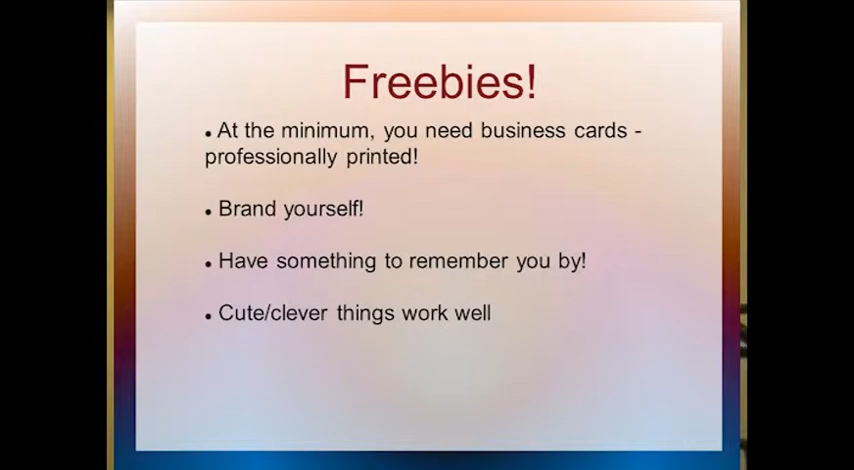 Freebies!
• At the minimum, you need business cards -
professionally printed!
• Brand yourself!
• Have something to remember you by!
• Cute/clever things work well